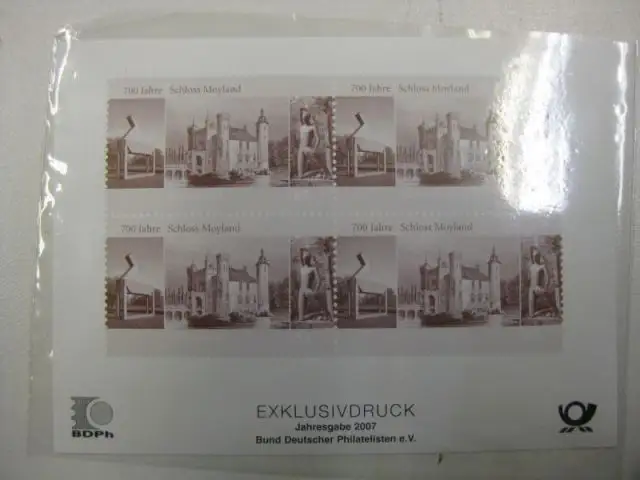 700 Jahre Schloss Moyland 700 Jahre Schloss Moyland
700 Jahre Schloss Moyland 700 Jahre Schloss Moyland
BDPh
EXKLUSIVDRUCK
Jahresgabe 2007
Bund Deutscher Philatelisten e.V.